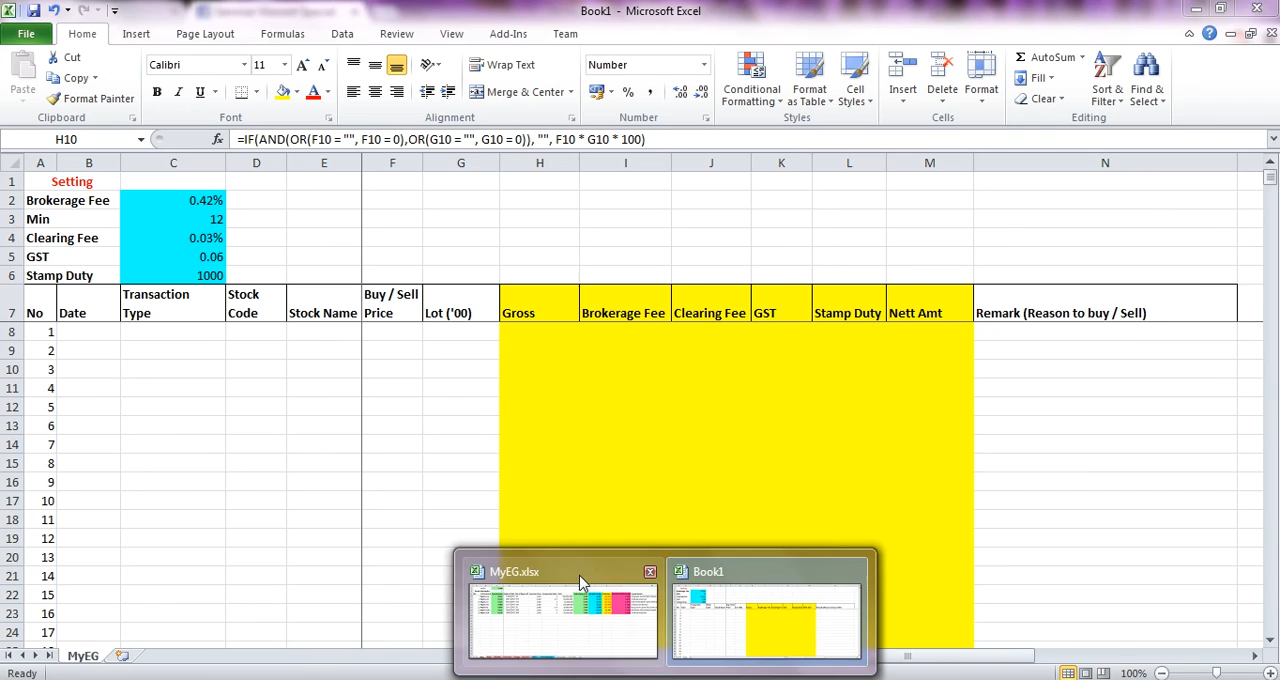 Book1 - Microsoft Excel
File Home Insert Page Layout Formulas Data Review View Add-Ins Team
Cut
Copy
Format Painter
Paste
Clipboard
Calibri 11
B I U
Font
Wrap Text
Merge & Center
Alignment
Number
% ,
Number
Conditional Formatting
Format as Table
Cell Styles
Styles
Insert Delete Format
Cells
AutoSum
Fill
Clear
Sort & Filter
Find & Select
Editing
H10 fx =IF(AND(OR(F10 = "", F10 = 0),OR(G10 = "", G10 = 0)), "", F10 * G10 * 100)
A B C D E F G H I J K L M N
1 Setting
2 Brokerage Fee 0.42%
3 Min 12
4 Clearing Fee 0.03%
5 GST 0.06
6 Stamp Duty 1000
7 No Date Transaction Type Stock Code Stock Name Buy / Sell Price Lot ('00) Gross Brokerage Fee Clearing Fee GST Stamp Duty Nett Amt Remark (Reason to buy / Sell)
8 1
9 2
10 3
11 4
12 5
13 6
14 7
15 8
16 9
17 10
18 11
19 12
20 13
21 14
22 15
23 16
24 17
MyEG.xlsx Book1
MyEG
Ready 100%